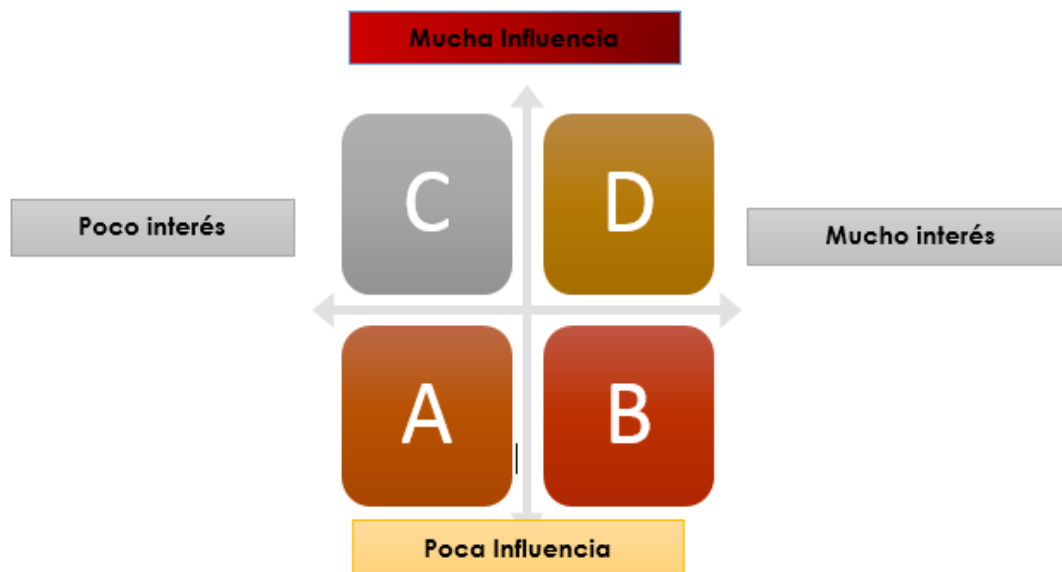 Mucha Influencia
C
D
Poco interés
Mucho interés
A
B
Poca Influencia